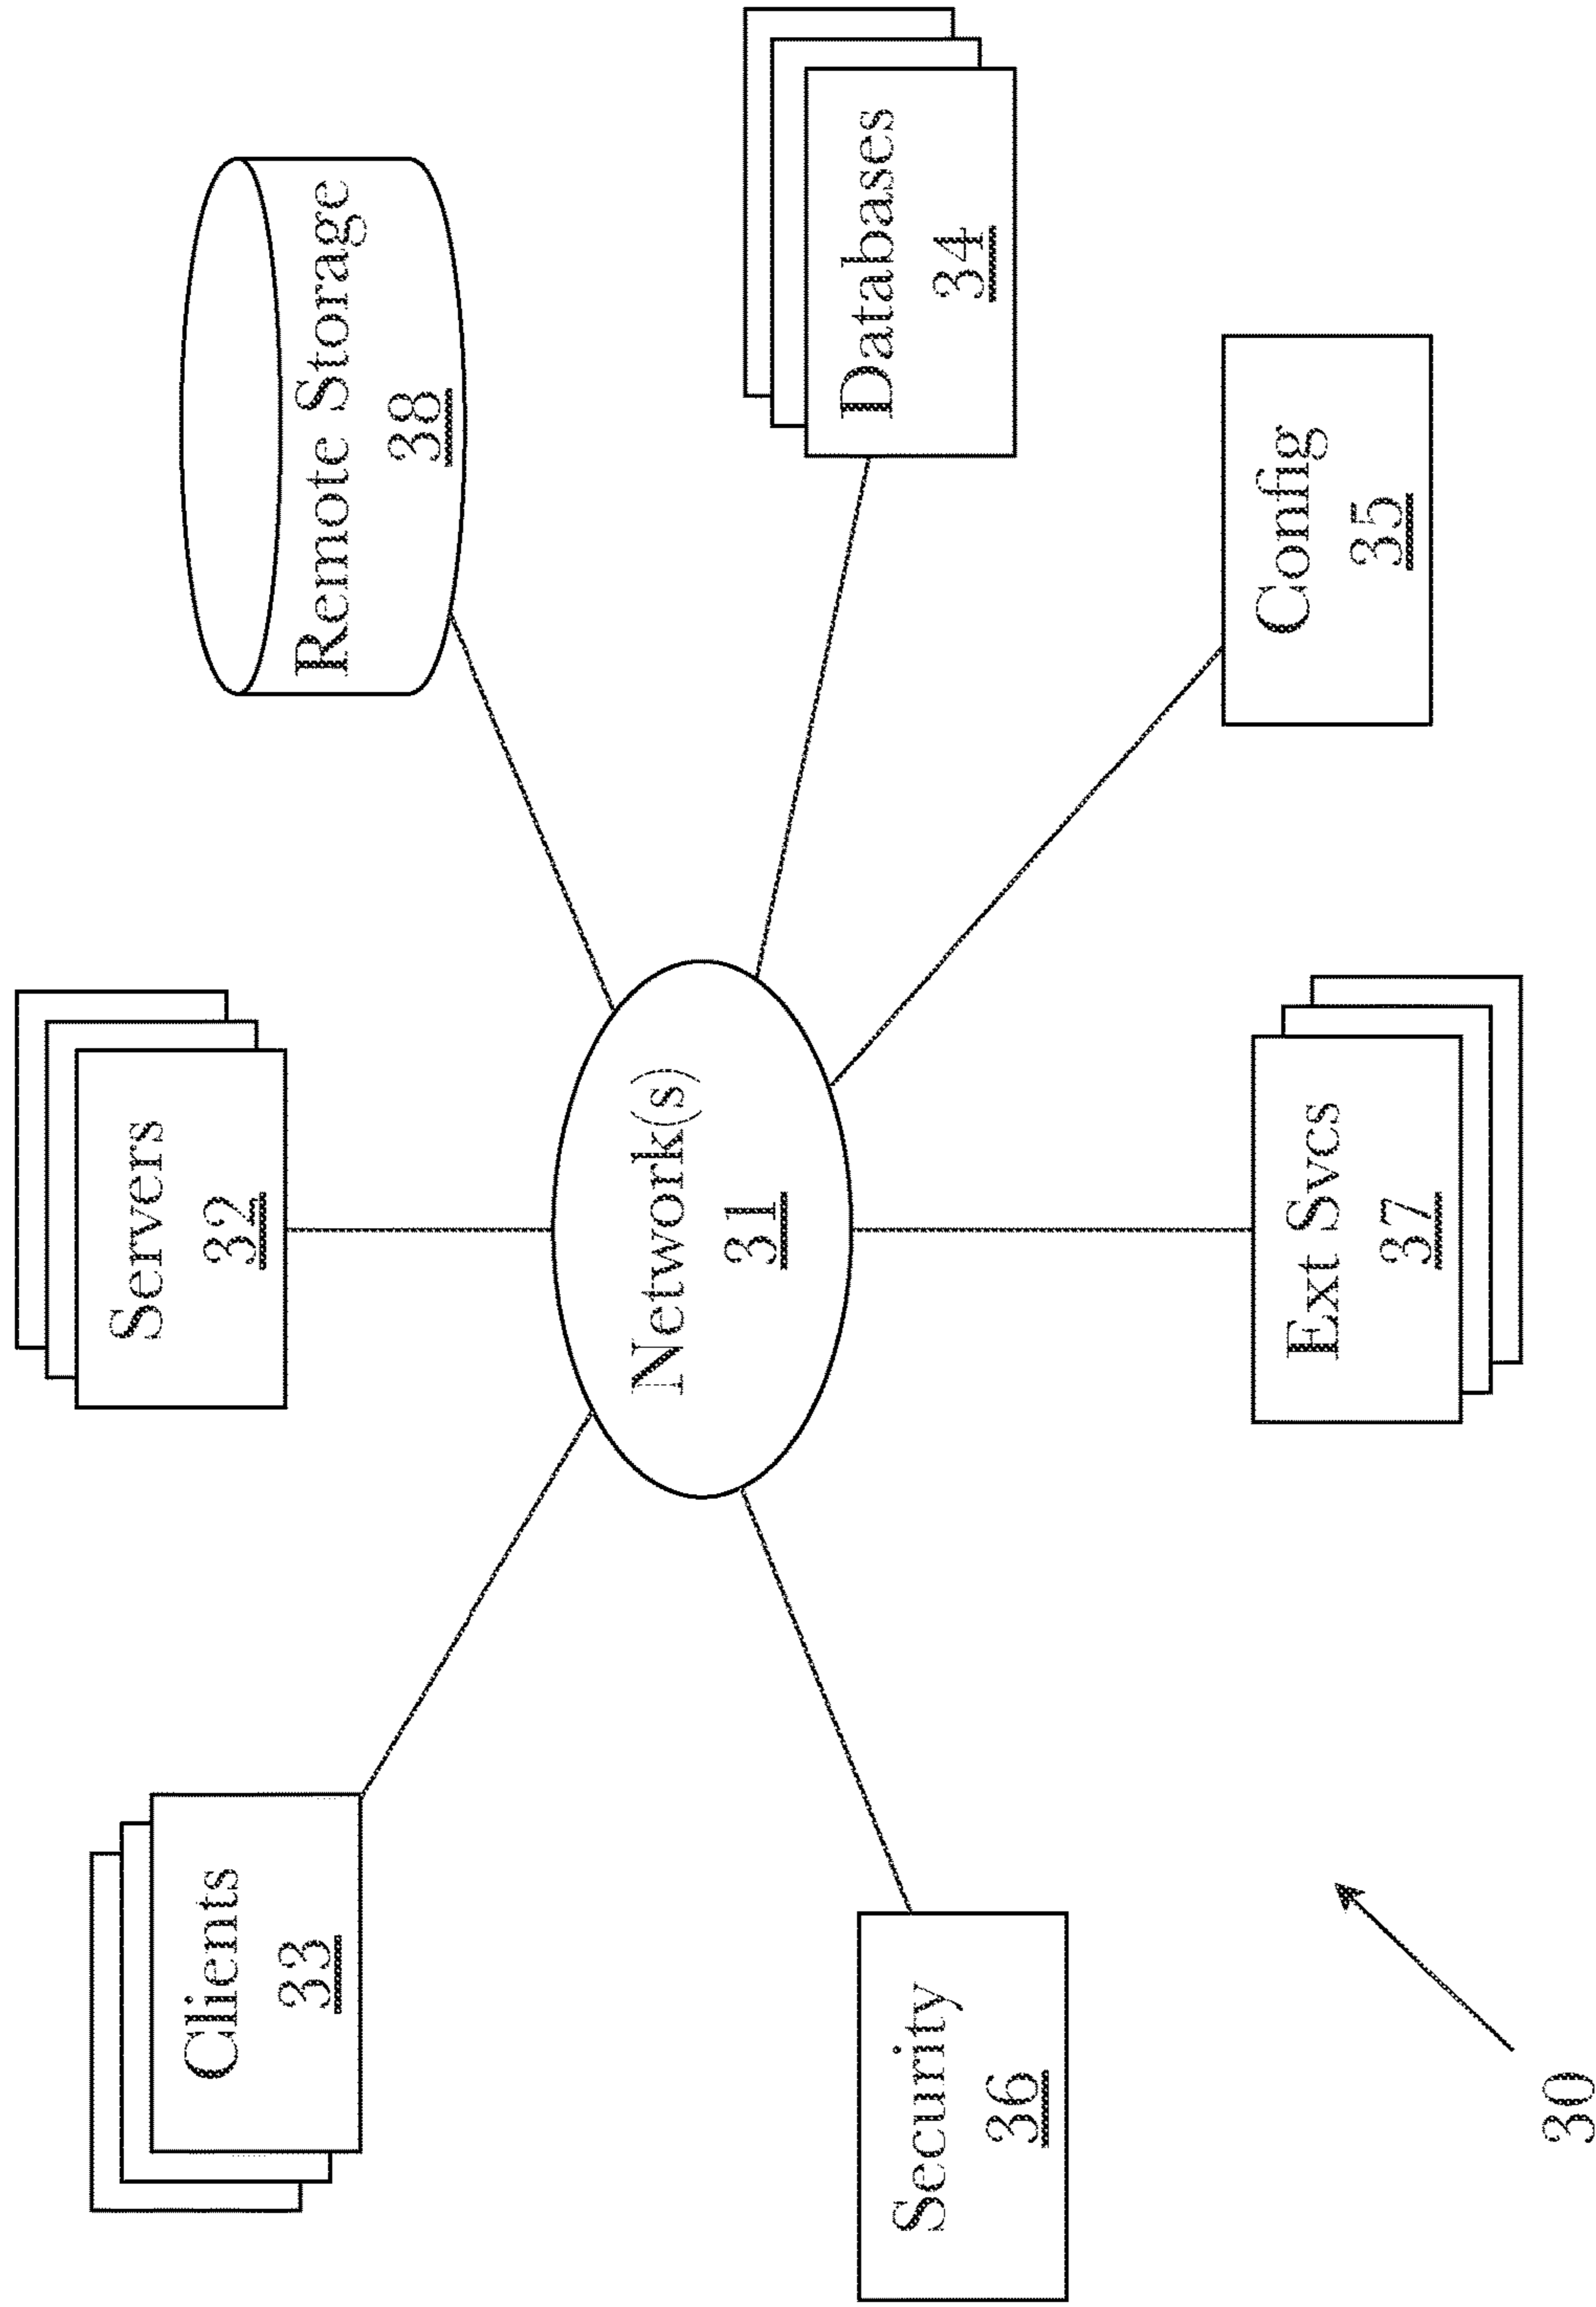 Servers
32
Clients
33
Remote Storage
38
Network(s)
31
Databases
34
Security
36
Ext Svcs
37
Config
35
30